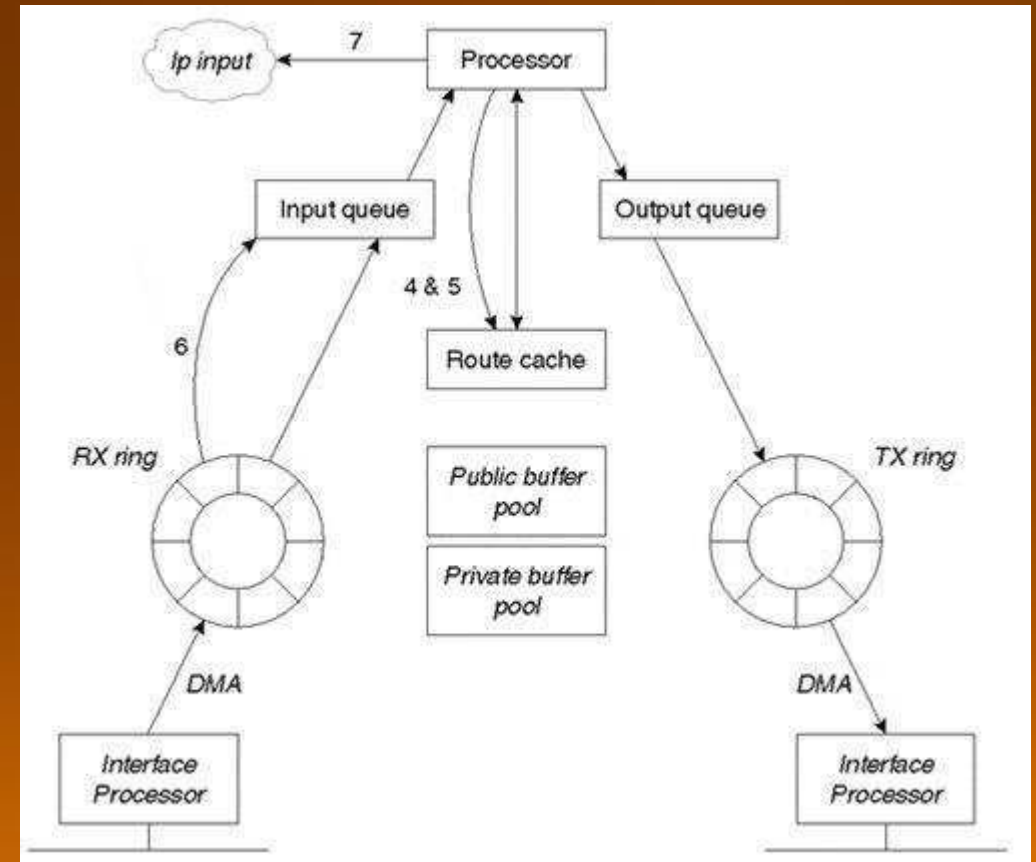 7
Ip input
Processor
Input queue
Output queue
4 & 5
6
Route cache
RX ring
TX ring
Public buffer
pool
Private buffer
pool
DMA
DMA
Interface
Processor
Interface
Processor